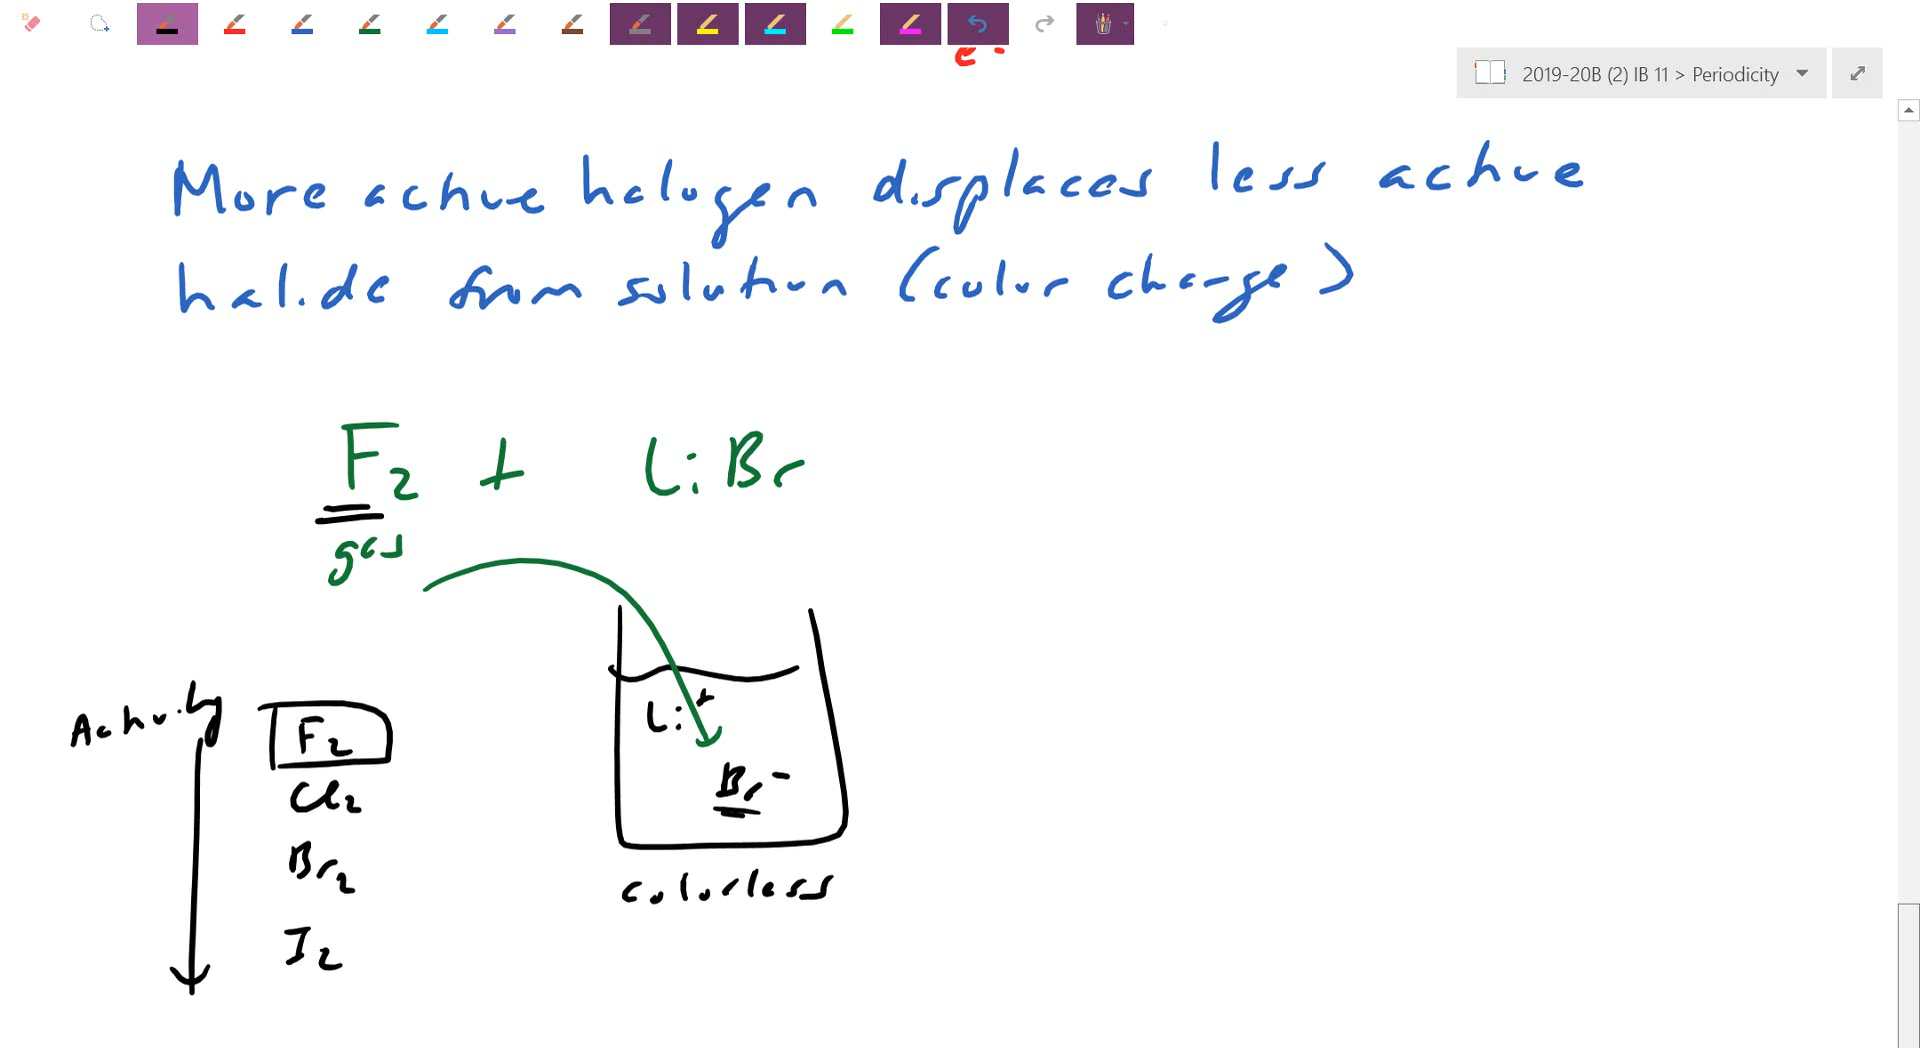 e-
2019-20B (2) IB 11 > Periodicity
More active halogen displaces less active
halide from solution (color change)
F2 + LiBr
gas
Activity
F2
Cl2
Br2
I2
Li+
Br-
colorless